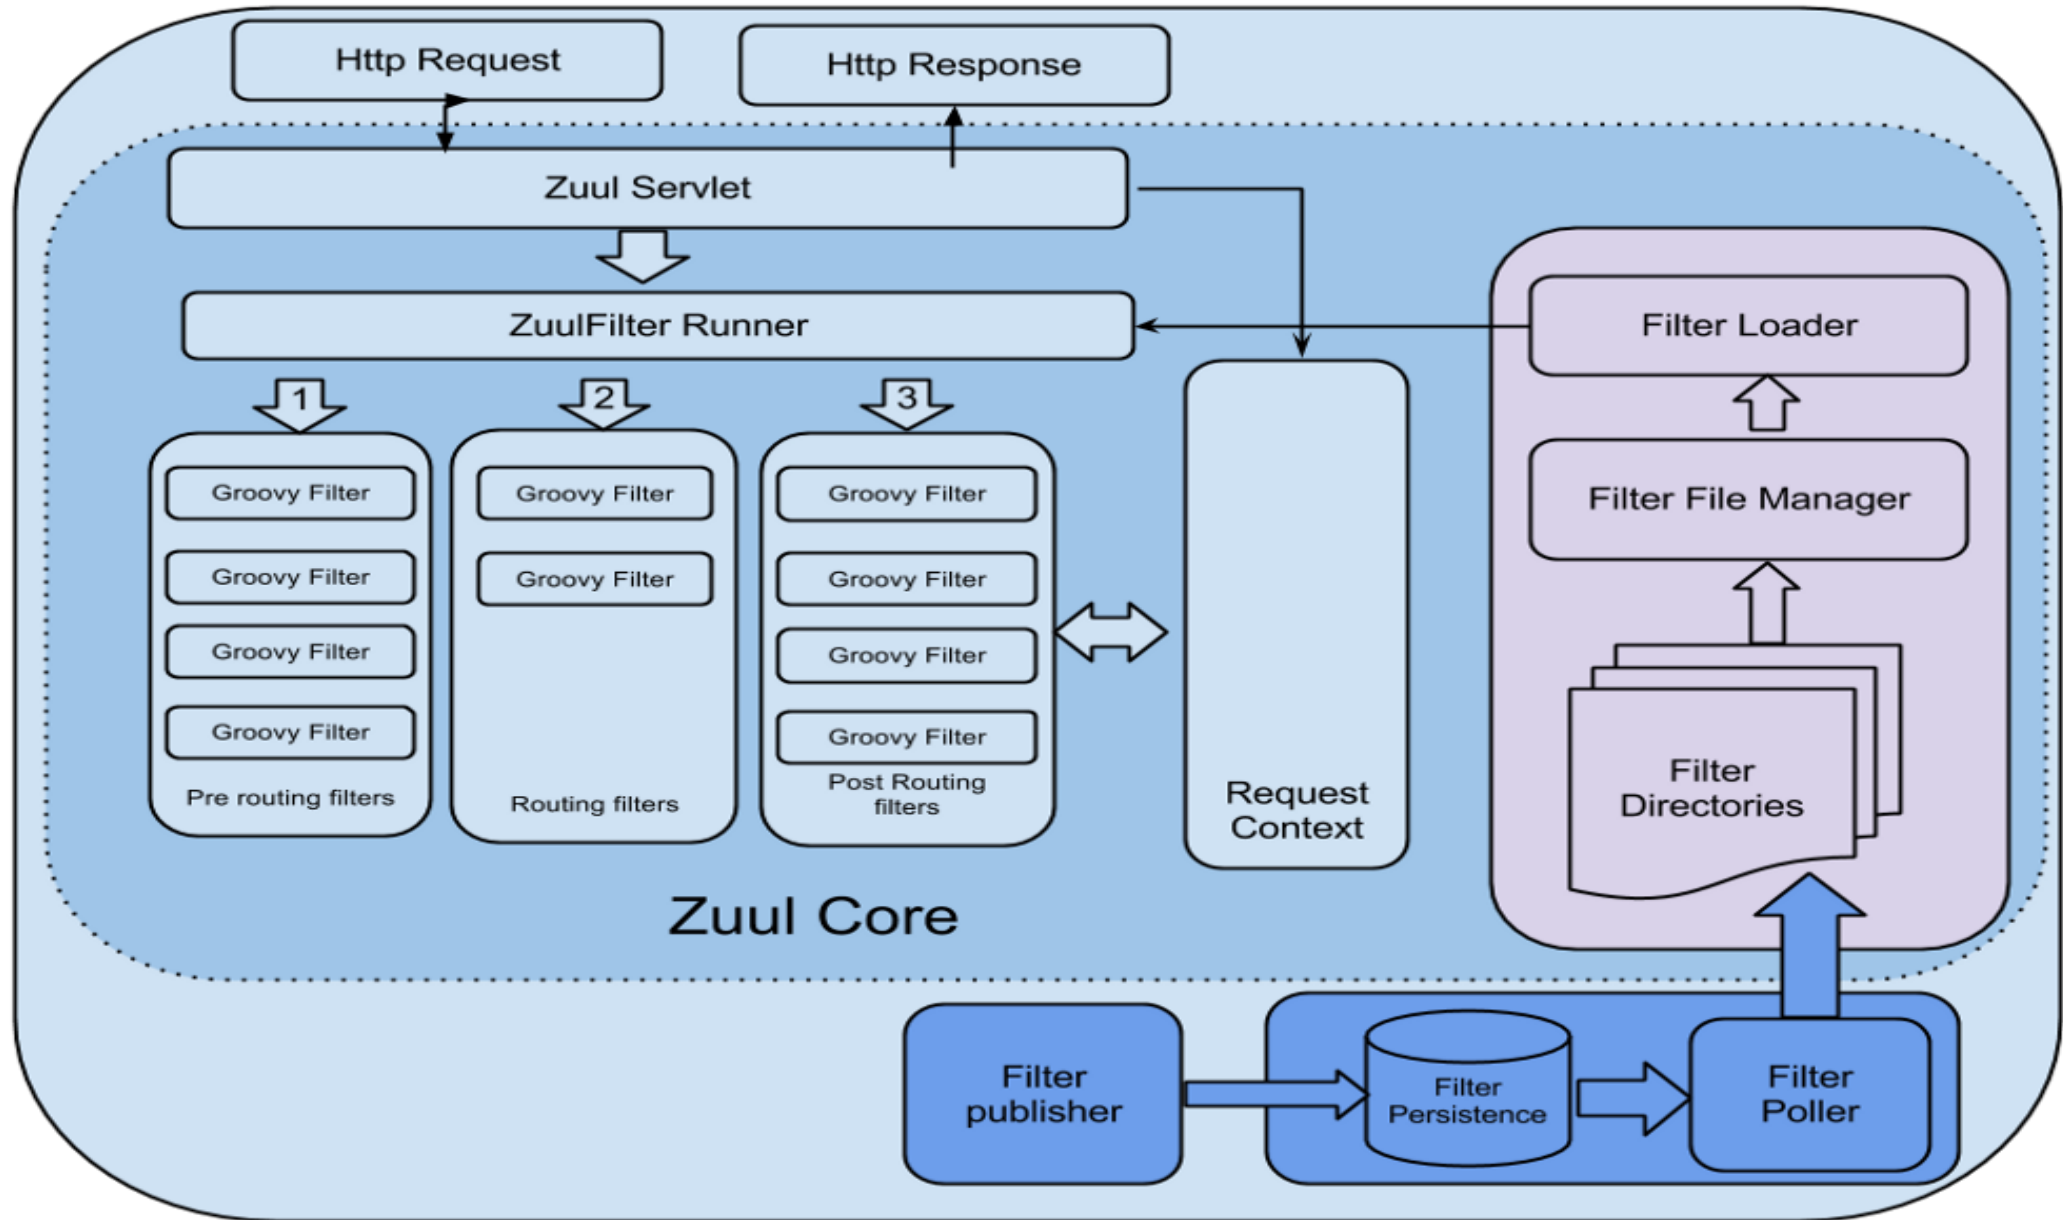 Http Request
Http Response
Zuul Servlet
ZuulFilter Runner
1
2
3
Groovy Filter
Groovy Filter
Groovy Filter
Groovy Filter
Pre routing filters
Groovy Filter
Groovy Filter
Routing filters
Groovy Filter
Groovy Filter
Groovy Filter
Groovy Filter
Post Routing
filters
Request
Context
Filter Loader
Filter File Manager
Filter
Directories
Zuul Core
Filter
publisher
Filter
Persistence
Filter
Poller